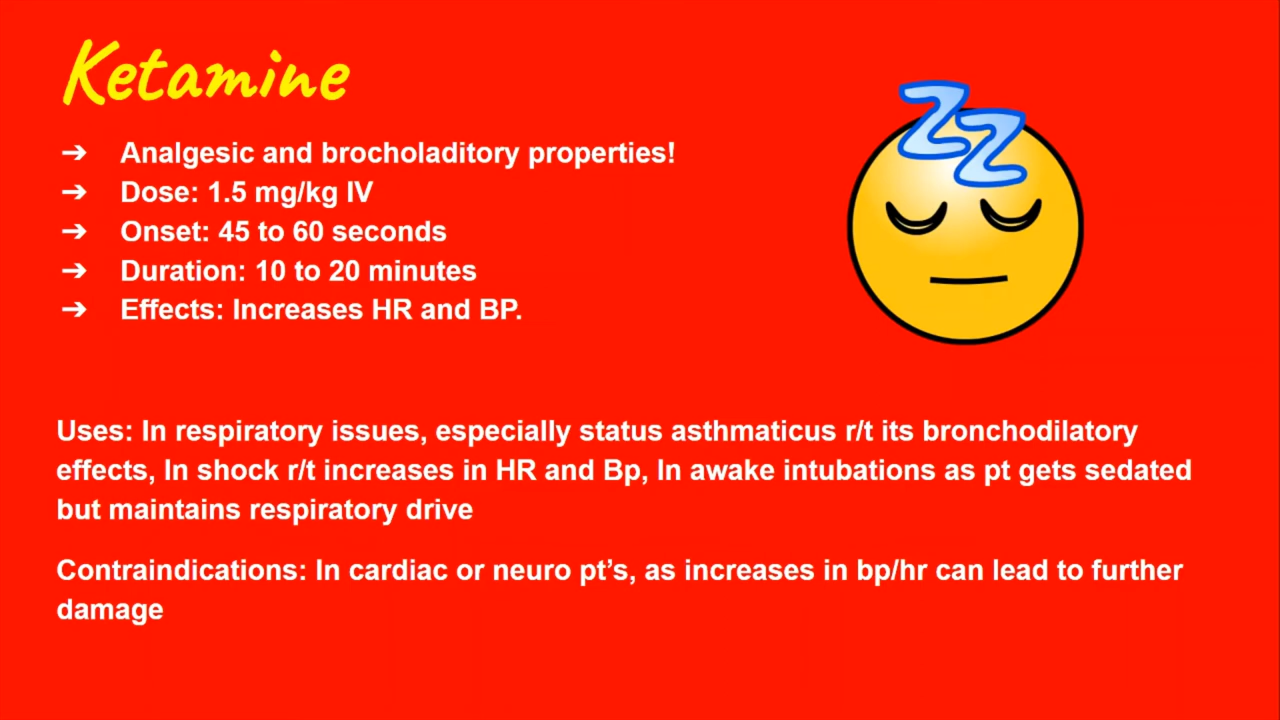 Ketamine
➔ Analgesic and brocholaditory properties!
➔ Dose: 1.5 mg/kg IV
➔ Onset: 45 to 60 seconds
➔ Duration: 10 to 20 minutes
➔ Effects: Increases HR and BP.
ZZ
Uses: In respiratory issues, especially status asthmaticus r/t its bronchodilatory
effects, In shock r/t increases in HR and Bp, In awake intubations as pt gets sedated
but maintains respiratory drive
Contraindications: In cardiac or neuro pt’s, as increases in bp/hr can lead to further
damage